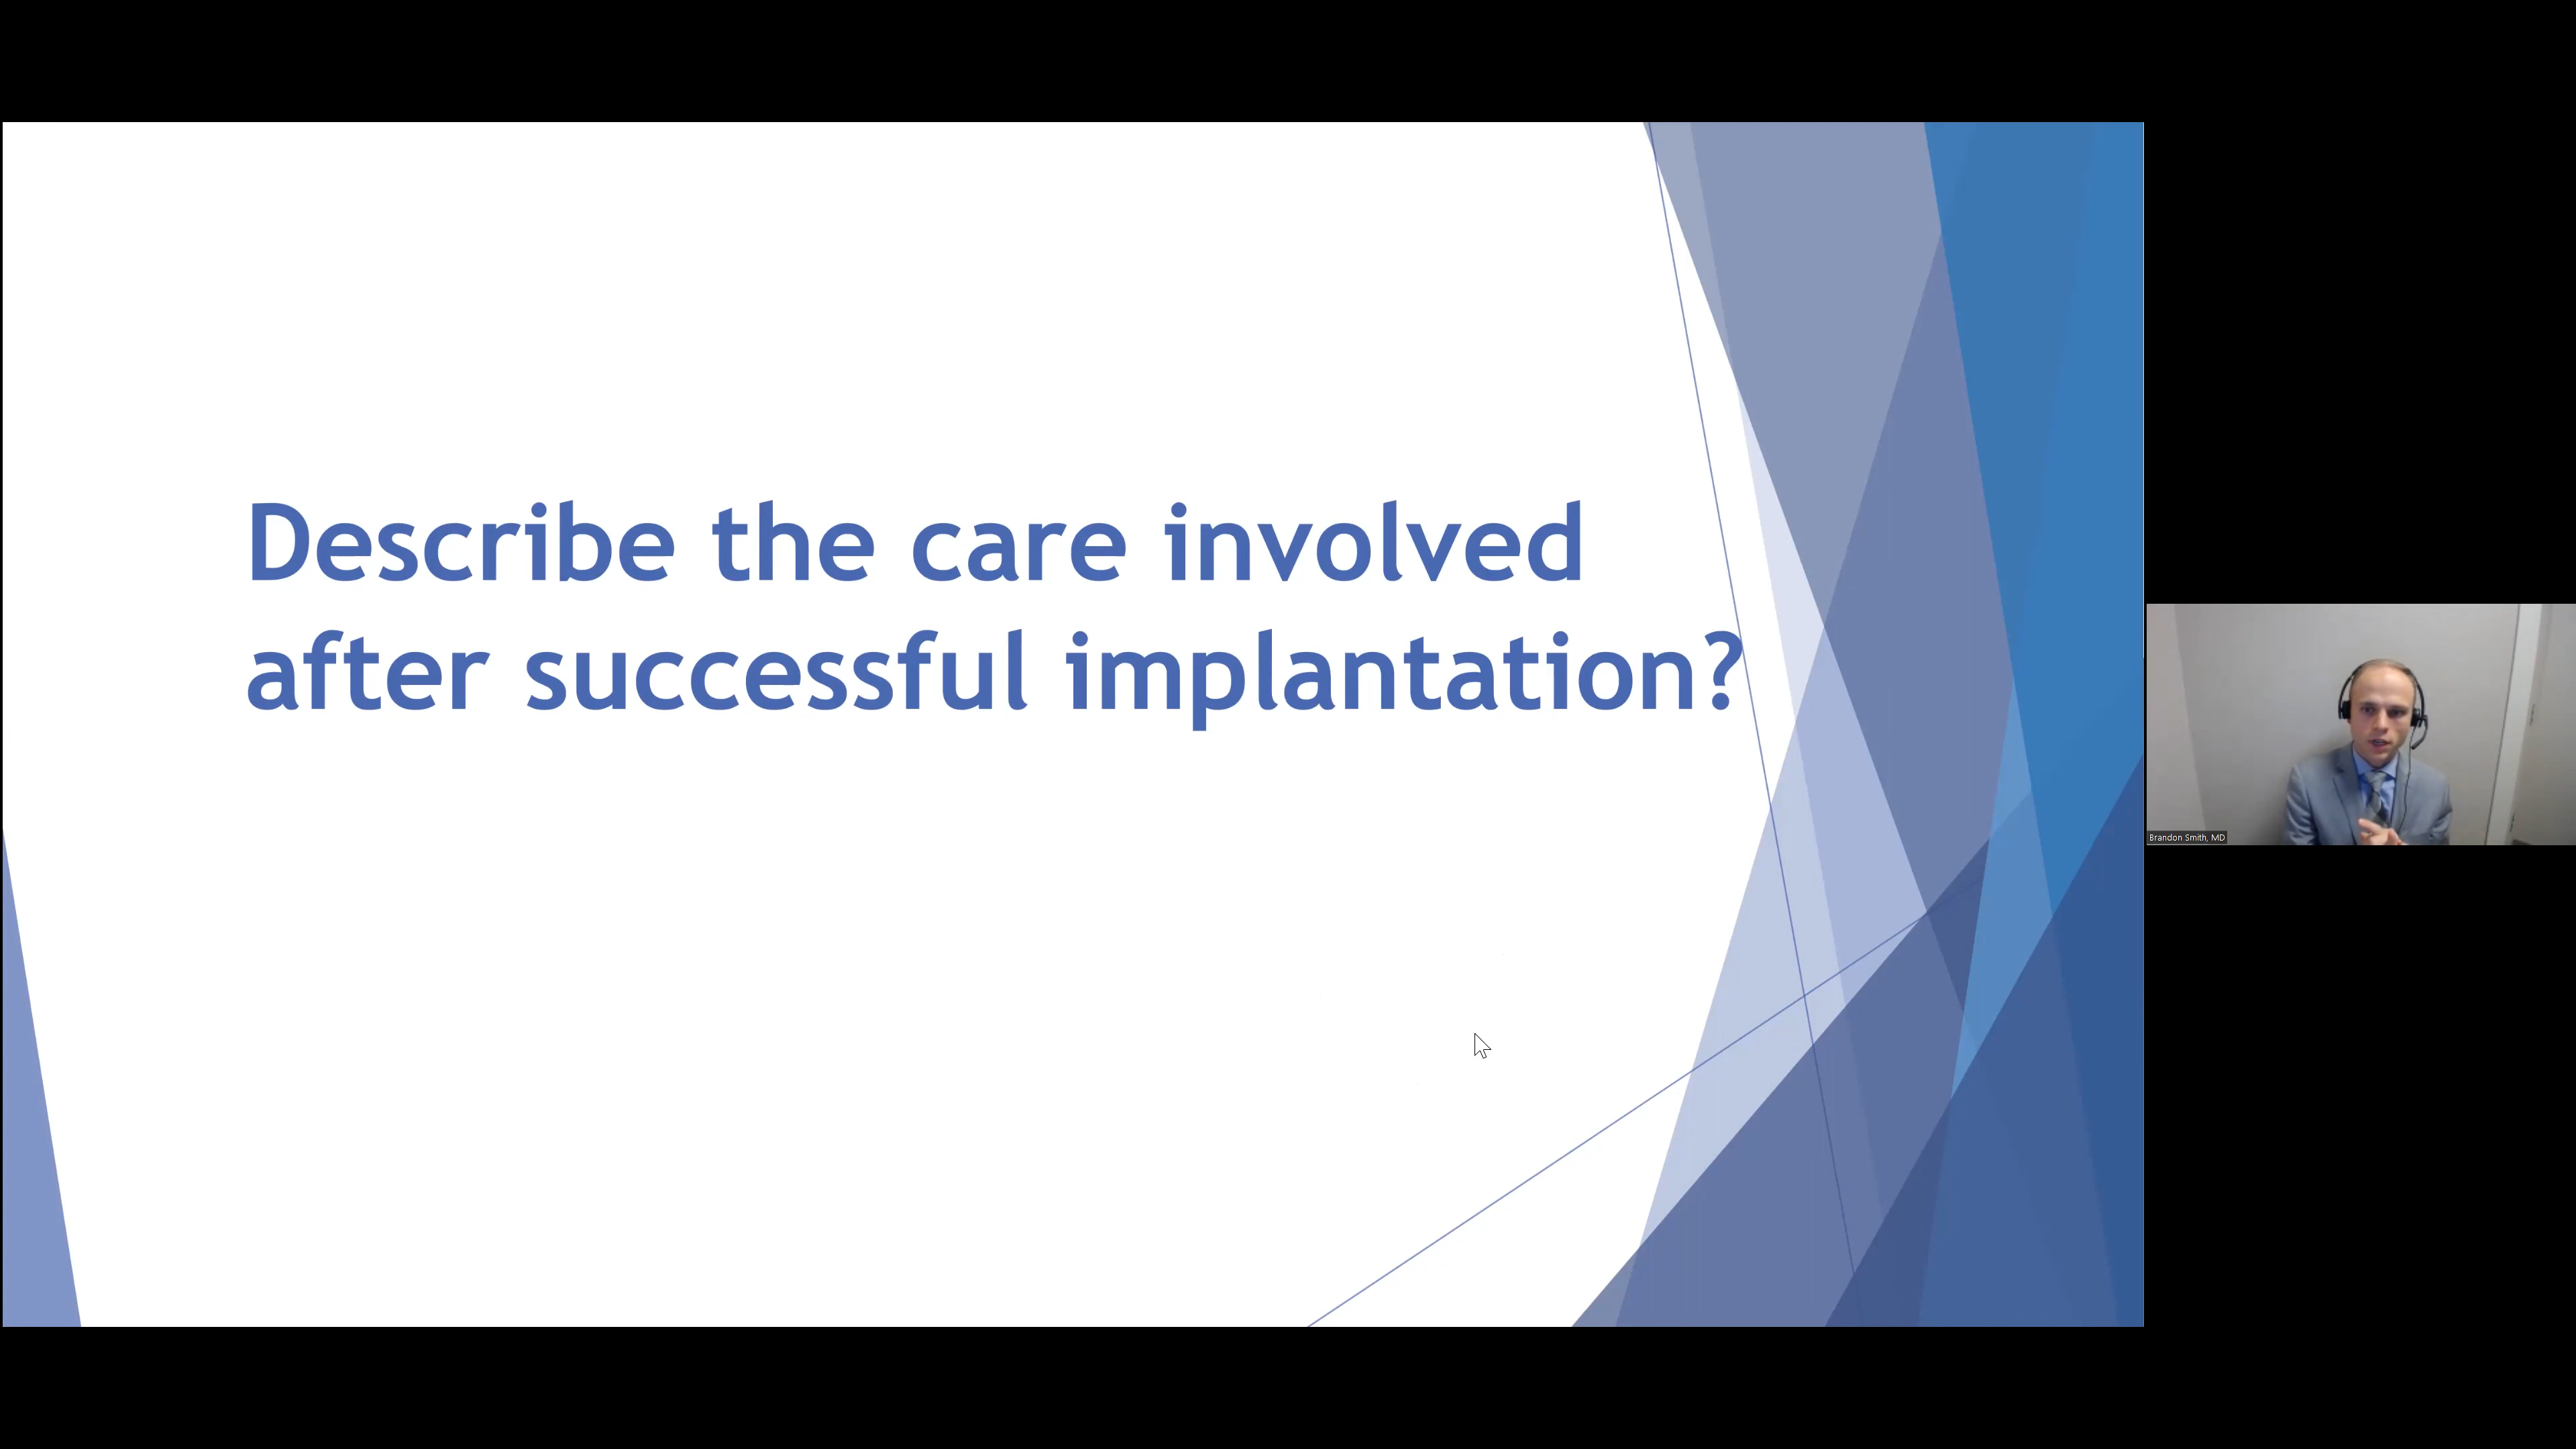 Describe the care involved
after successful implantation?
Brandon Smith, MD